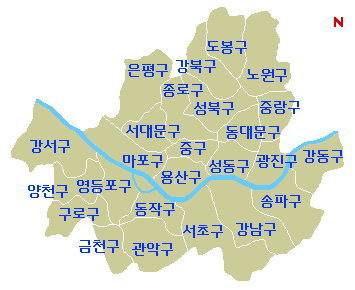 N
도봉구
은평구
강북구
노원구
종로구
성북구
중랑구
서대문구
동대문구
강서구
마포구
중구
성동구
광진구
강동구
양천구
영등포구
용산구
송파구
구로구
동작구
서초구
강남구
금천구
관악구